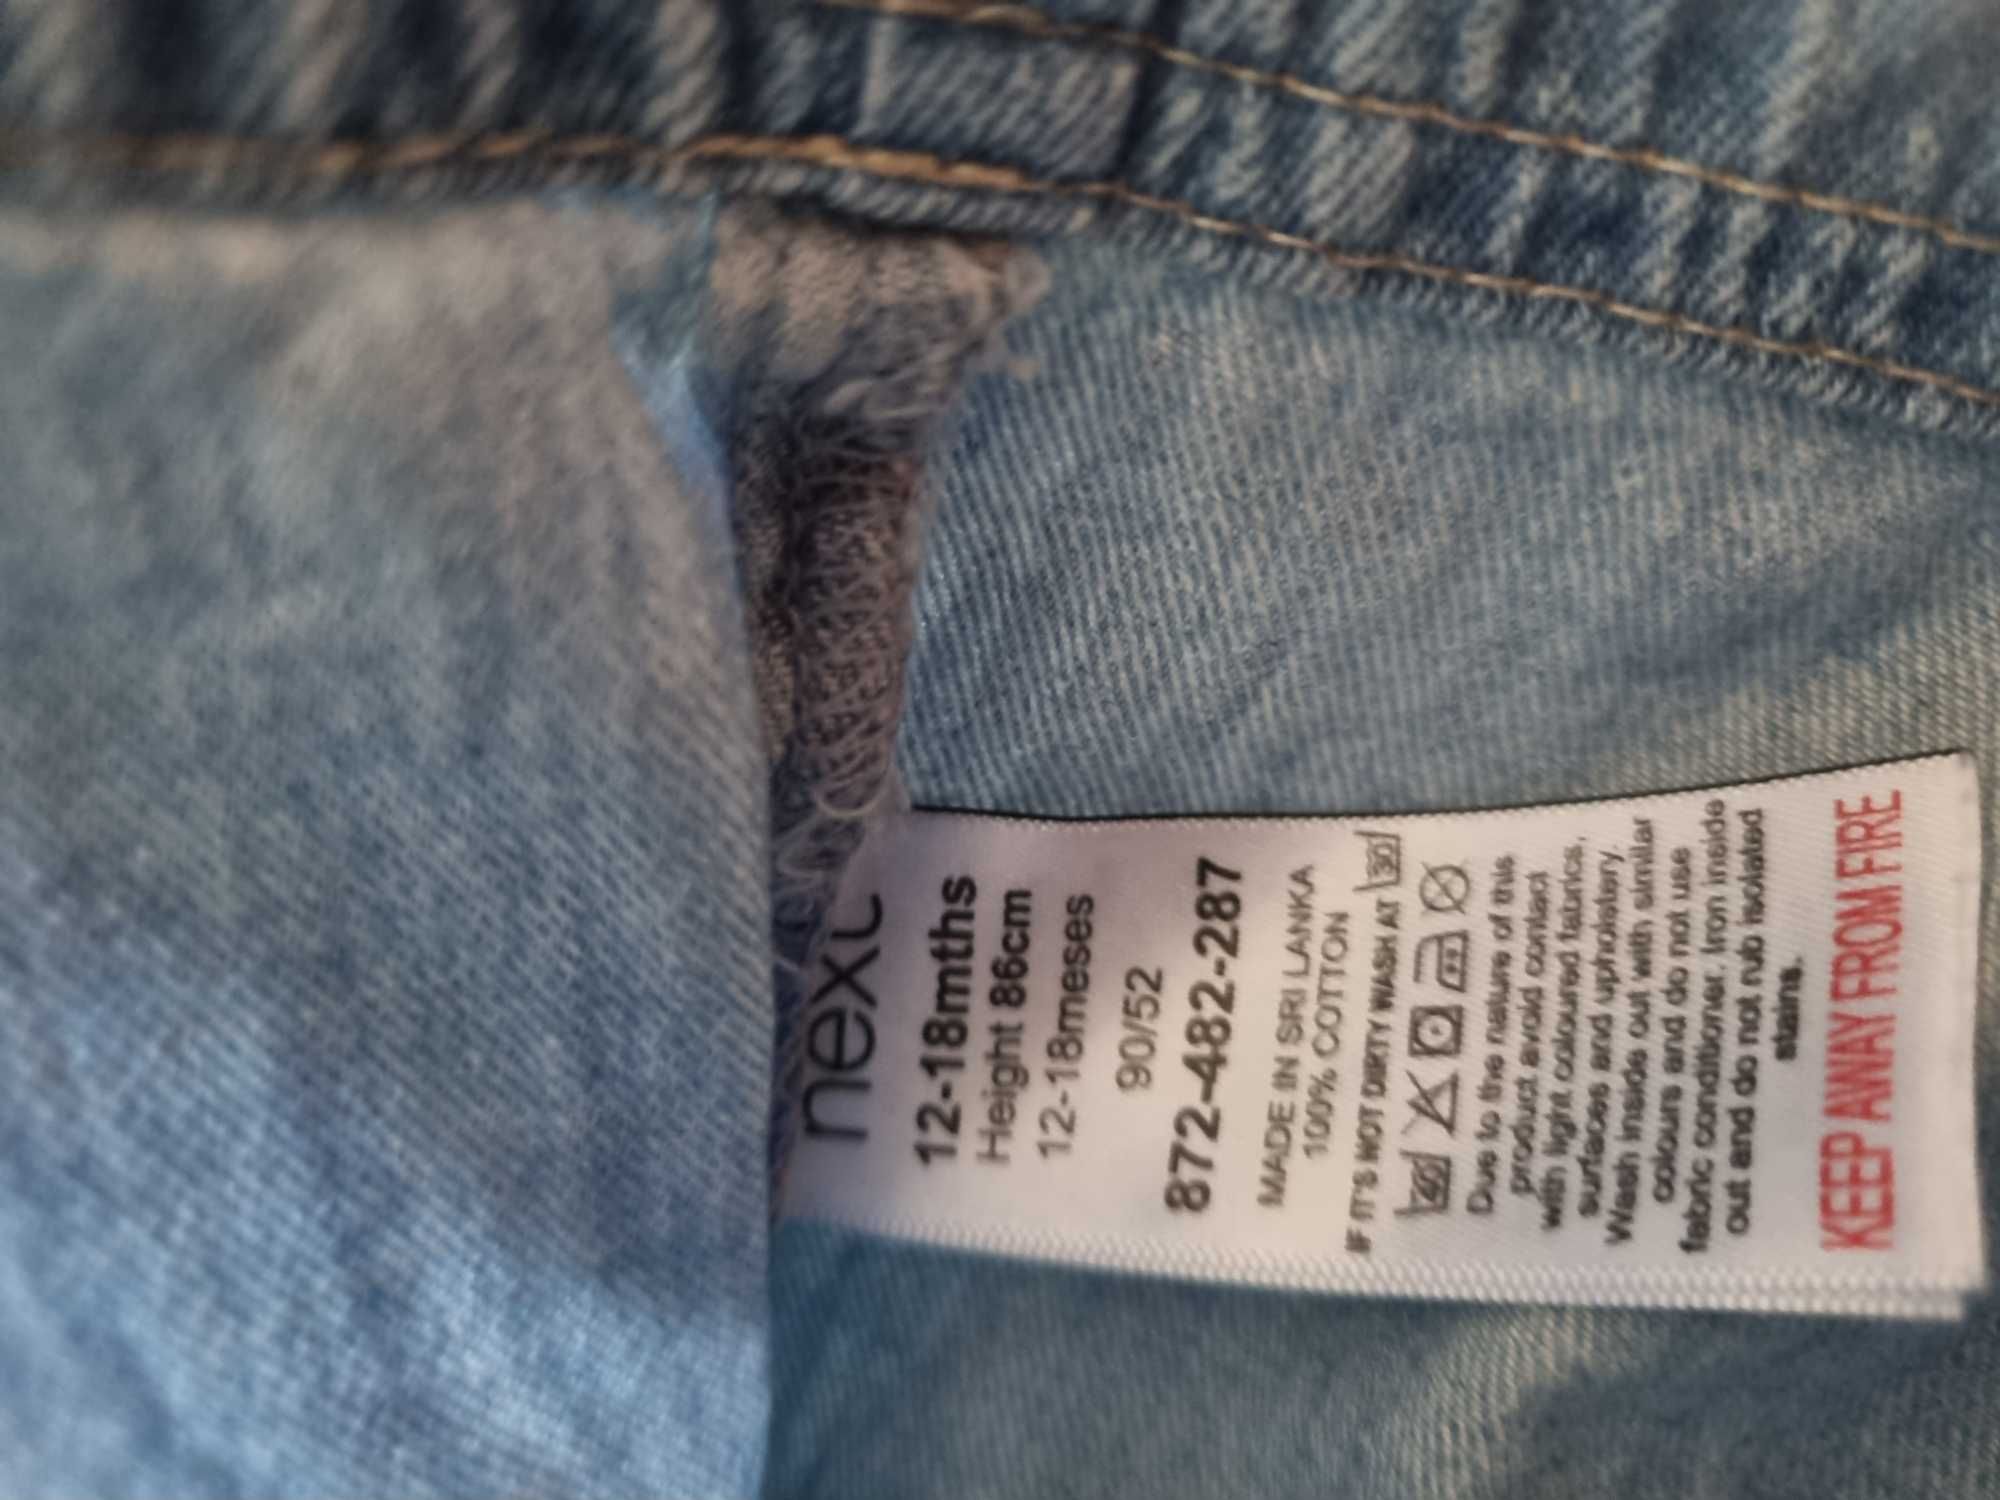 next
12-18mths
Height 86cm
12-18meses
90/52
872-482-287
MADE IN SRI LANKA
100% COTTON
IF IT'S NOT DIRTY WASH AT 30
40
Due to the nature of this
product avoid contact
with light coloured fabrics,
surfaces and upholstery.
Wash inside out with similar
colours and do not use
fabric conditioner. Iron inside
out and do not rub isolated
stains.
KEEP AWAY FROM FIRE